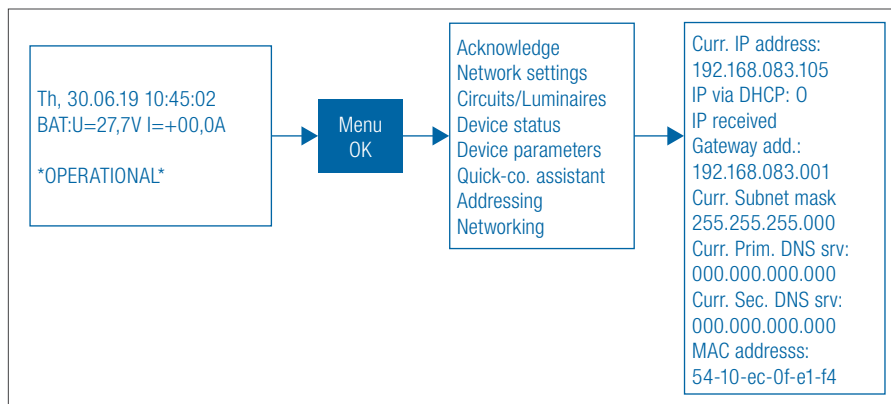 Th, 30.06.19 10:45:02
BAT:U=27,7V I=+00,0A
*OPERATIONAL*
Menu
OK
Acknowledge
Network settings
Circuits/Luminaires
Device status
Device parameters
Quick-co. assistant
Addressing
Networking
Curr. IP address:
192.168.083.105
IP via DHCP: O
IP received
Gateway add.:
192.168.083.001
Curr. Subnet mask
255.255.255.000
Curr. Prim. DNS srv:
000.000.000.000
Curr. Sec. DNS srv:
000.000.000.000
MAC addresss:
54-10-ec-0f-e1-f4